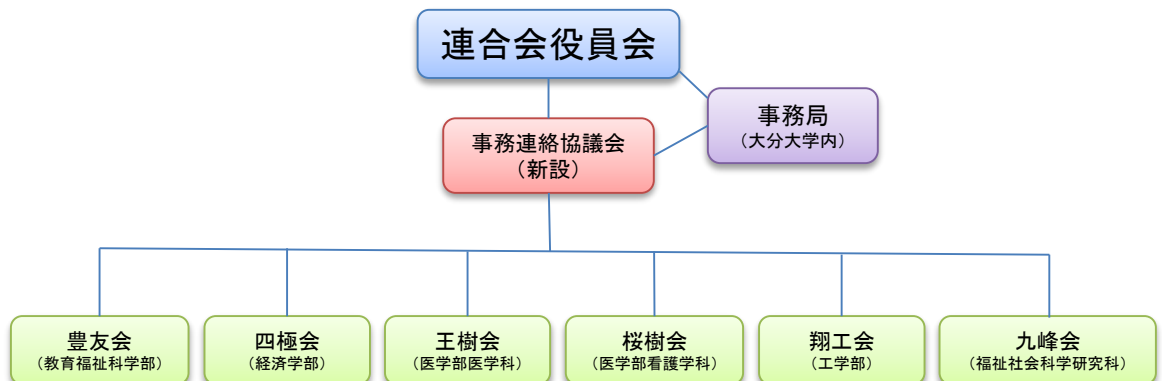 連合会役員会
事務局
（大分大学内）
事務連絡協議会
（新設）
豊友会
（教育福祉科学部）
四極会
（経済学部）
王樹会
（医学部医学科）
桜樹会
（医学部看護学科）
翔工会
（工学部）
九峰会
（福祉社会科学研究科）